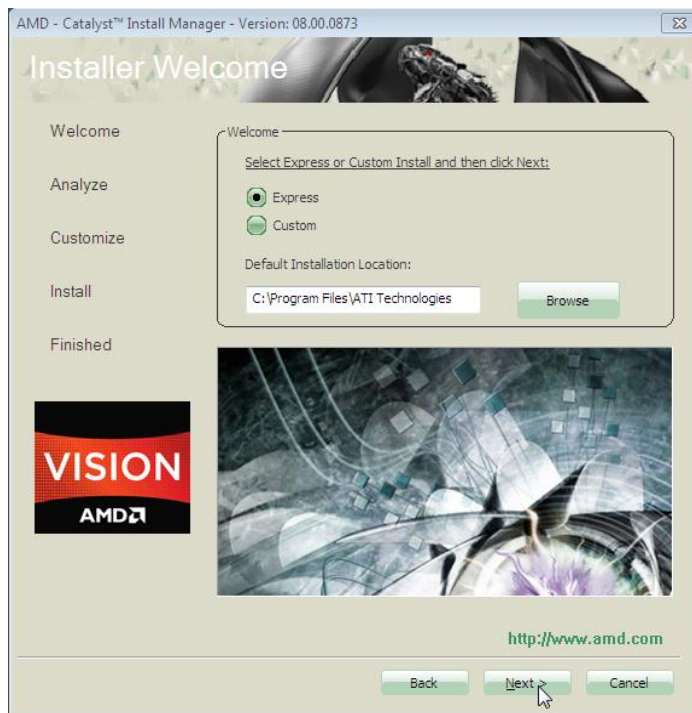 AMD - Catalyst™ Install Manager - Version: 08.00.0873
Installer Welcome
Welcome
Analyze
Customize
Install
Finished
Welcome
Select Express or Custom Install and then click Next:
Express
Custom
Default Installation Location:
C:\Program Files\ATI Technologies
Browse
VISION
AMD
http://www.amd.com
Back
Next >
Cancel